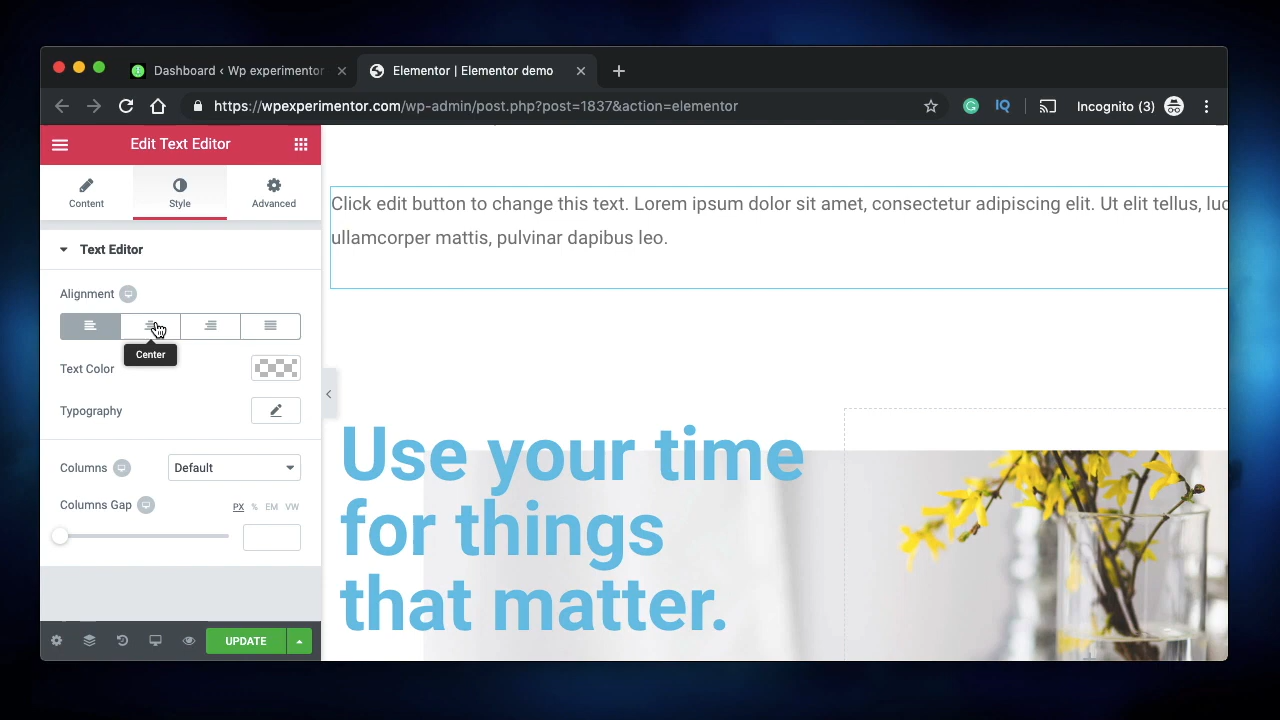 Dashboard ‹ Wp experimentor
Elementor | Elementor demo
https://wpexperimentor.com/wp-admin/post.php?post=1837&action=elementor
IQ
Incognito (3)
Edit Text Editor
Content
Style
Advanced
Text Editor
Alignment
Center
Text Color
Typography
Columns
Default
Columns Gap
PX % EM VW
UPDATE
Click edit button to change this text. Lorem ipsum dolor sit amet, consectetur adipiscing elit. Ut elit tellus, luc
ullamcorper mattis, pulvinar dapibus leo.
Use your time
for things
that matter.